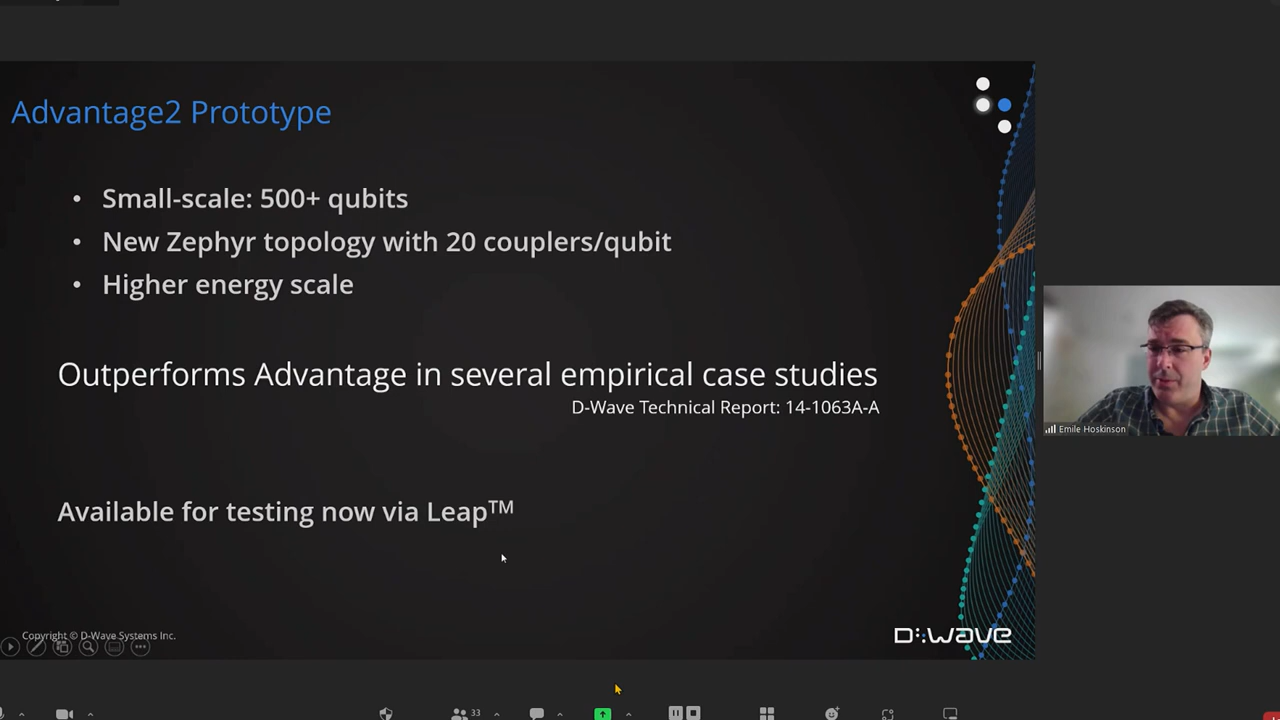 Advantage2 Prototype
• Small-scale: 500+ qubits
• New Zephyr topology with 20 couplers/qubit
• Higher energy scale
Outperforms Advantage in several empirical case studies
D-Wave Technical Report: 14-1063A-A
Available for testing now via Leap™
Emile Hoskinson
Copyright © D-Wave Systems Inc.
D:wave
33